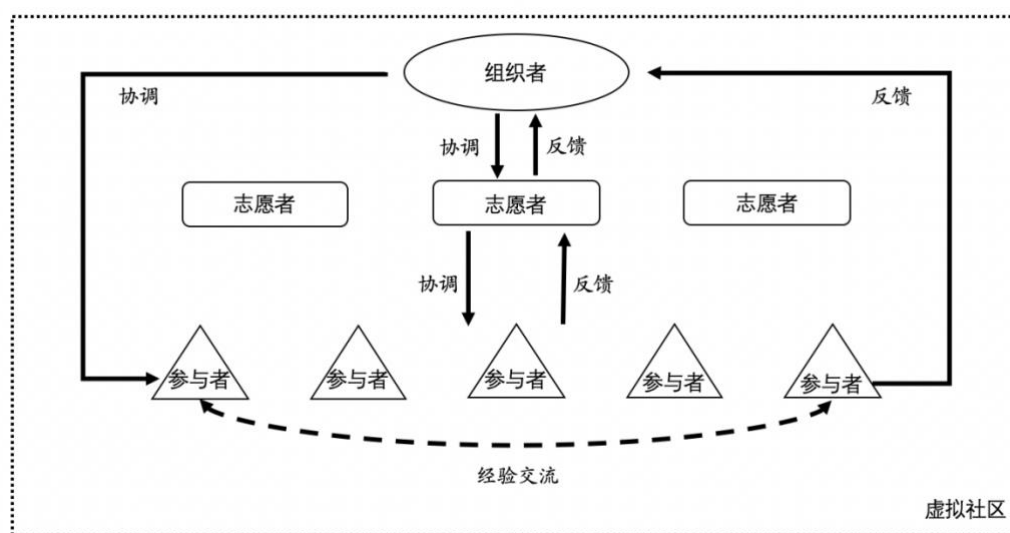 组织者
协调
反馈
协调
反馈
志愿者
志愿者
志愿者
协调
反馈
参与者
参与者
参与者
参与者
参与者
经验交流
虚拟社区